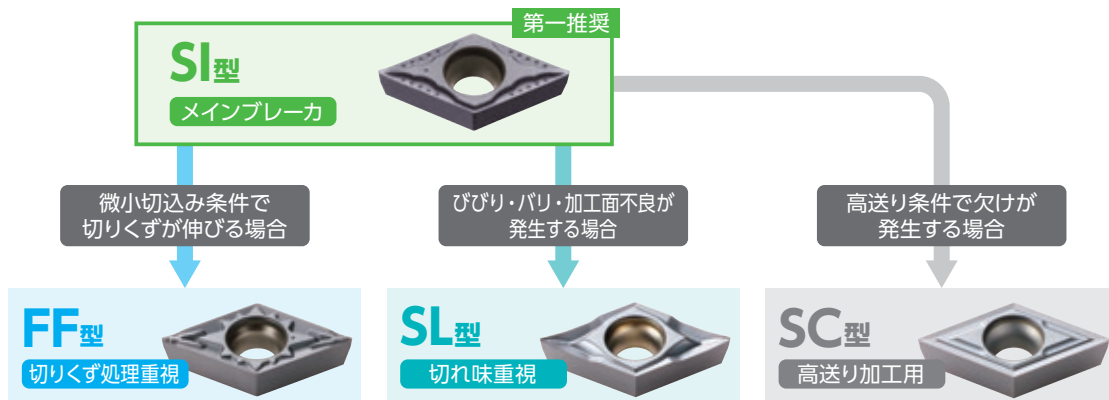 第一推奨
SI型
メインブレーカ
微小切込み条件で
切りくずが伸びる場合
びびり・バリ・加工面不良が
発生する場合
高送り条件で欠けが
発生する場合
FF型
切りくず処理重視
SL型
切れ味重視
SC型
高送り加工用